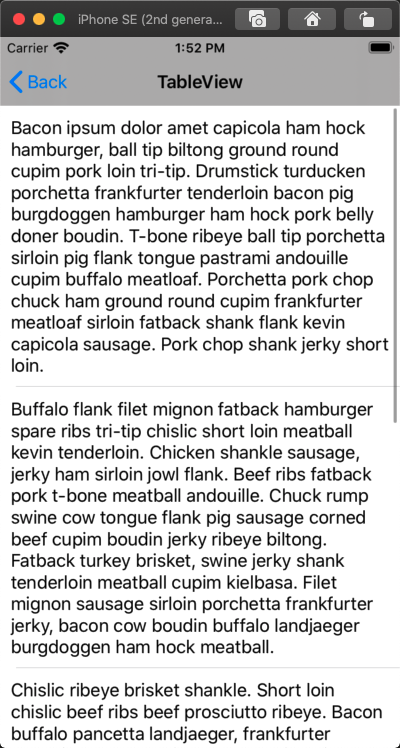 iPhone SE (2nd genera...
Carrier
1:52 PM
Back
TableView
Bacon ipsum dolor amet capicola ham hock
hamburger, ball tip biltong ground round
cupim pork loin tri-tip. Drumstick turducken
porchetta frankfurter tenderloin bacon pig
burgdoggen hamburger ham hock pork belly
doner boudin. T-bone ribeye ball tip porchetta
sirloin pig flank tongue pastrami andouille
cupim buffalo meatloaf. Porchetta pork chop
chuck ham ground round cupim frankfurter
meatloaf sirloin fatback shank flank kevin
capicola sausage. Pork chop shank jerky short
loin.
Buffalo flank filet mignon fatback hamburger
spare ribs tri-tip chislic short loin meatball
kevin tenderloin. Chicken shankle sausage,
jerky ham sirloin jowl flank. Beef ribs fatback
pork t-bone meatball andouille. Chuck rump
swine cow tongue flank pig sausage corned
beef cupim boudin jerky ribeye biltong.
Fatback turkey brisket, swine jerky shank
tenderloin meatball cupim kielbasa. Filet
mignon sausage sirloin porchetta frankfurter
jerky, bacon cow boudin buffalo landjaeger
burgdoggen ham hock meatball.
Chislic ribeye brisket shankle. Short loin
chislic beef ribs beef prosciutto ribeye. Bacon
buffalo pancetta landjaeger, frankfurter